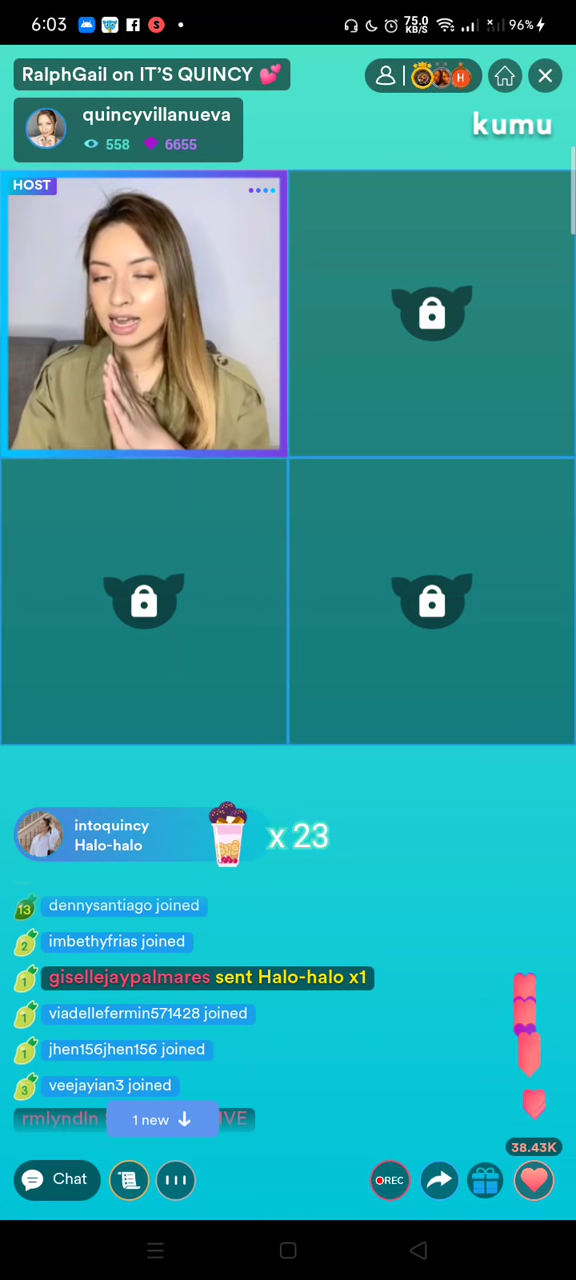 6:03
75.0
KB/S
96%
RalphGail on IT'S QUINCY 💕
H
quincyvillanueva
558 6655
kumu
HOST
intoquincy
Halo-halo
x 23
13 dennysantiago joined
2 imbethyfrias joined
1 gisellejaypalmares sent Halo-halo x1
1 viadellefermin571428 joined
1 jhen156jhen156 joined
3 veejayian3 joined
rmlyndln
1 new
38.43K
Chat
REC